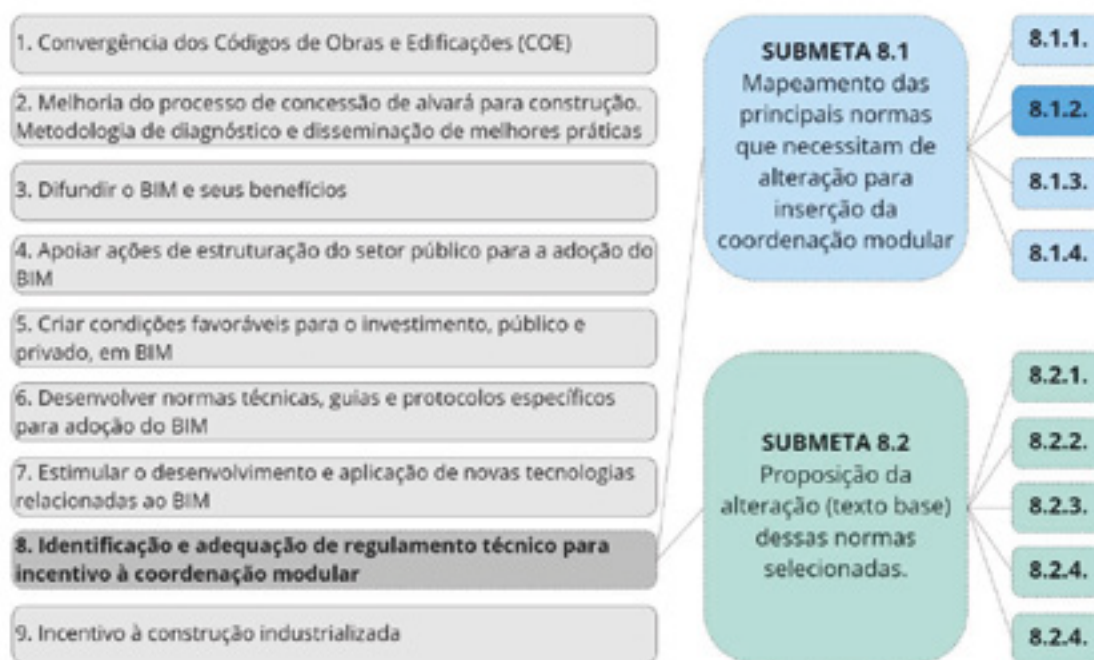 1. Convergência dos Códigos de Obras e Edificações (COE)
2. Melhoria do processo de concessão de alvará para construção.
Metodologia de diagnóstico e disseminação de melhores práticas
3. Difundir o BIM e seus benefícios
4. Apoiar ações de estruturação do setor público para a adoção do
BIM
5. Criar condições favoráveis para o investimento, público e
privado, em BIM
6. Desenvolver normas técnicas, guias e protocolos específicos
para adoção do BIM
7. Estimular o desenvolvimento e aplicação de novas tecnologias
relacionadas ao BIM
8. Identificação e adequação de regulamento técnico para
incentivo à coordenação modular
9. Incentivo à construção industrializada
SUBMETA 8.1
Mapeamento das
principais normas
que necessitam de
alteração para
inserção da
coordenação modular
SUBMETA 8.2
Proposição da
alteração (texto base)
dessas normas
selecionadas.
8.1.1.
8.1.2.
8.1.3.
8.1.4.
8.2.1.
8.2.2.
8.2.3.
8.2.4.
8.2.4.